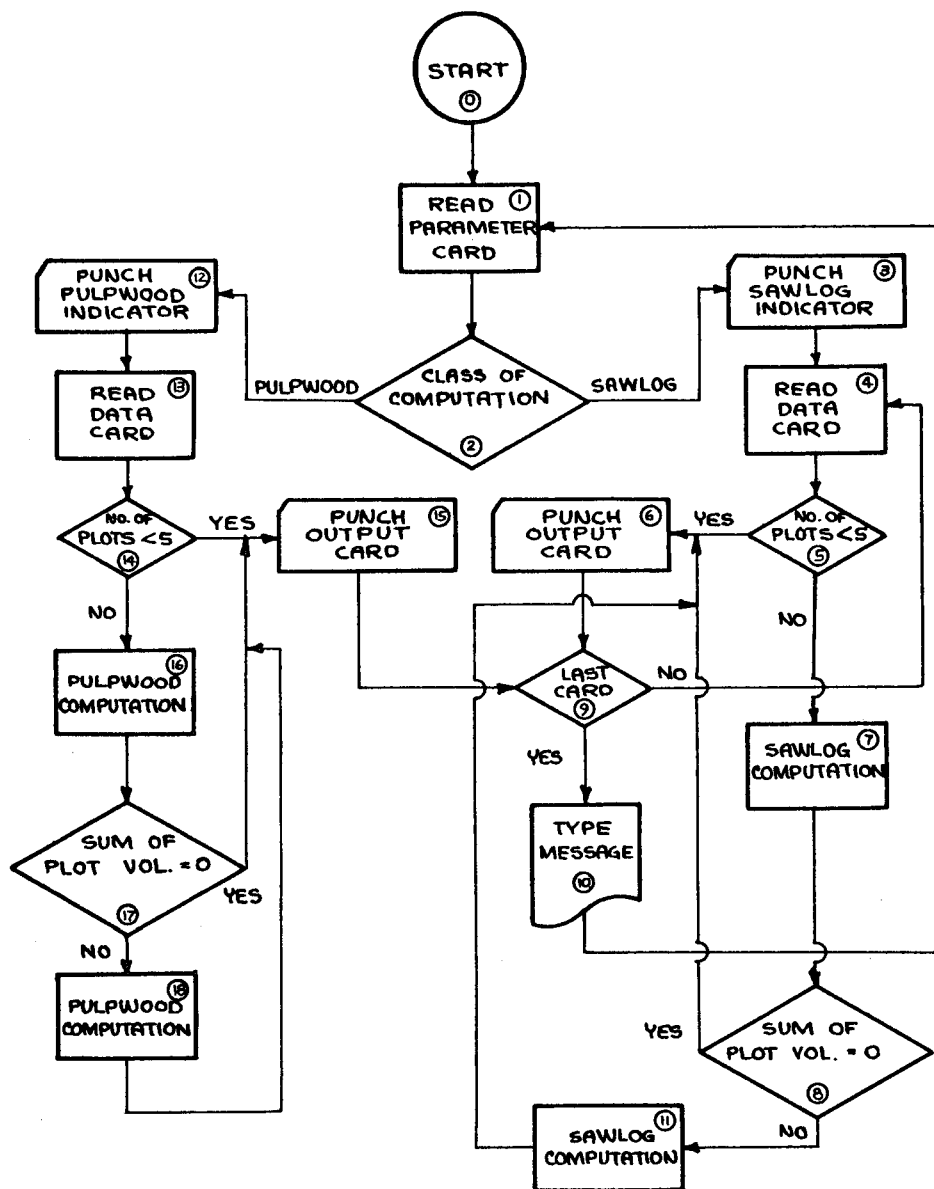 START
0
READ 1
PARAMETER
CARD
PUNCH 12
PULPWOOD
INDICATOR
PUNCH 3
SAWLOG
INDICATOR
READ 13
DATA
CARD
PULPWOOD
CLASS OF
COMPUTATION
2
SAWLOG
READ 4
DATA
CARD
NO. OF
PLOTS < 5
14
YES
NO
PUNCH 15
OUTPUT
CARD
PUNCH 6
OUTPUT
CARD
YES
NO. OF
PLOTS < 5
5
NO
PULPWOOD 16
COMPUTATION
LAST
CARD
9
NO
YES
SAWLOG 7
COMPUTATION
SUM OF
PLOT VOL. = 0
17
YES
NO
TYPE
MESSAGE
10
PULPWOOD 18
COMPUTATION
YES
SUM OF
PLOT VOL. = 0
8
NO
SAWLOG 11
COMPUTATION